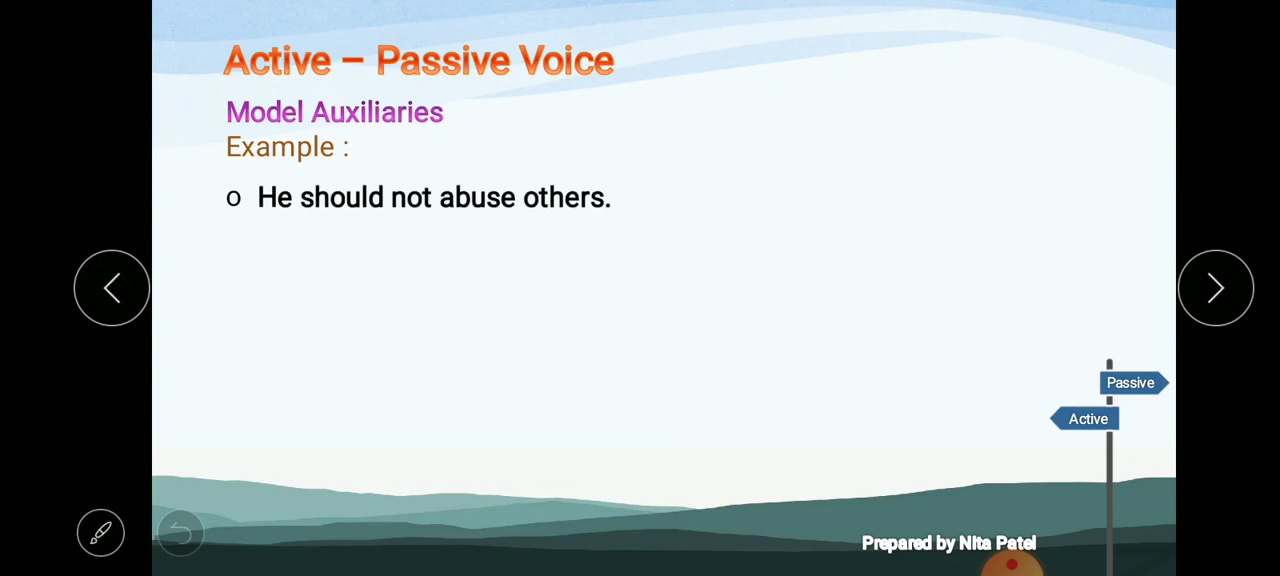 Active – Passive Voice
Model Auxiliaries
Example :
o He should not abuse others.
Passive
Active
Prepared by Nita Patel